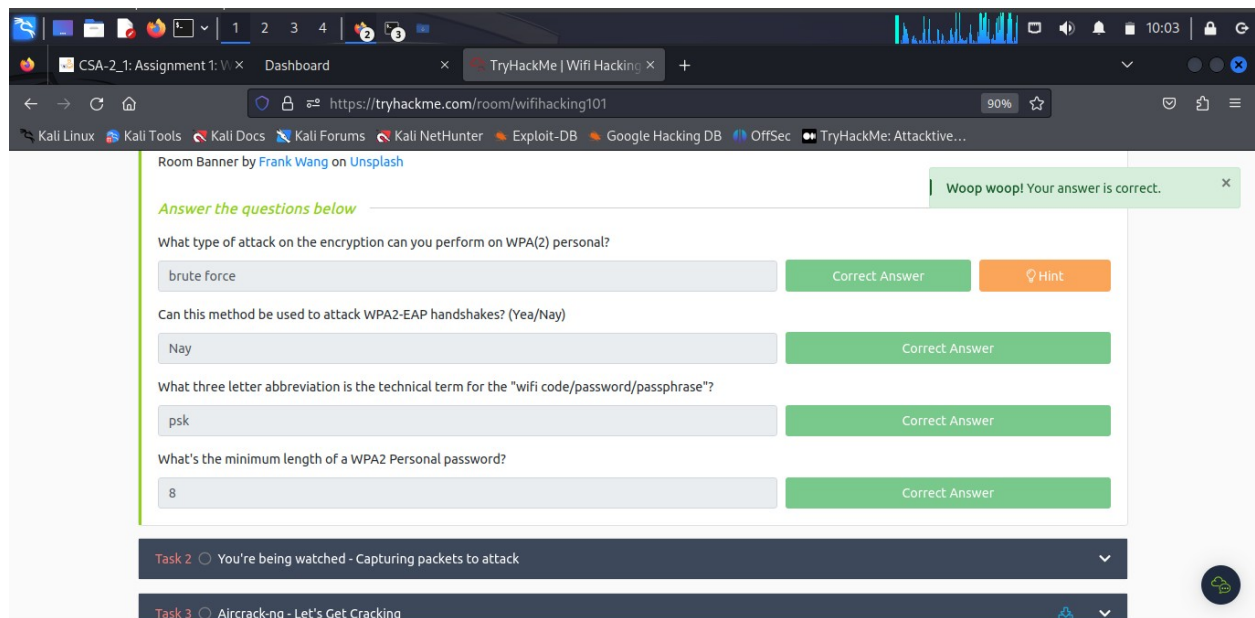 1 2 3 4 2 3 10:03
CSA-2_1: Assignment 1: W Dashboard TryHackMe | Wifi Hacking
https://tryhackme.com/room/wifihacking101 90%
Kali Linux Kali Tools Kali Docs Kali Forums Kali NetHunter Exploit-DB Google Hacking DB OffSec TryHackMe: Attacktive…
Room Banner by Frank Wang on Unsplash
Woop woop! Your answer is correct.
Answer the questions below
What type of attack on the encryption can you perform on WPA(2) personal?
brute force Correct Answer Hint
Can this method be used to attack WPA2-EAP handshakes? (Yea/Nay)
Nay Correct Answer
What three letter abbreviation is the technical term for the "wifi code/password/passphrase"?
psk Correct Answer
What's the minimum length of a WPA2 Personal password?
8 Correct Answer
Task 2 You're being watched - Capturing packets to attack
Task 3 Aircrack-ng - Let's Get Cracking